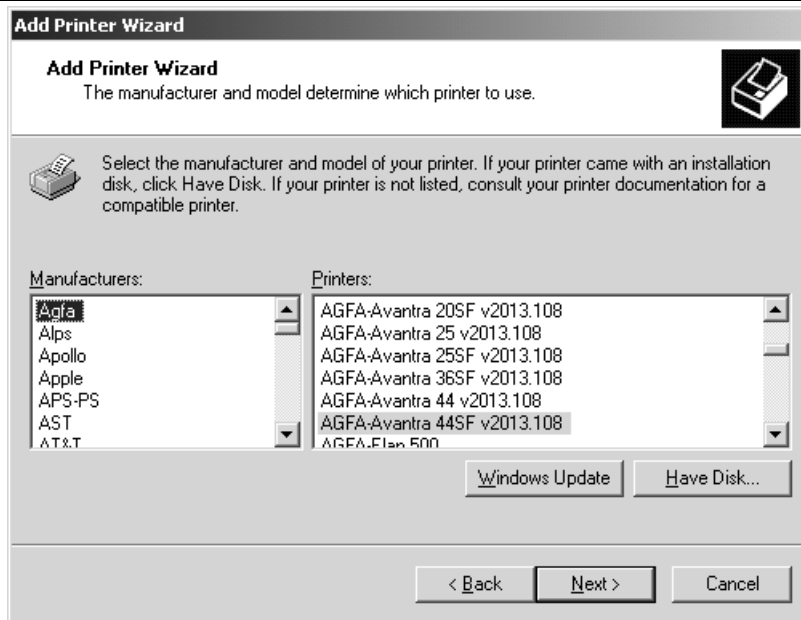 Add Printer Wizard
Add Printer Wizard
The manufacturer and model determine which printer to use.
Select the manufacturer and model of your printer. If your printer came with an installation
disk, click Have Disk. If your printer is not listed, consult your printer documentation for a
compatible printer.
Manufacturers:
Agfa
Alps
Apollo
Apple
APS-PS
AST
AT&T
Printers:
AGFA-Avantra 20SF v2013.108
AGFA-Avantra 25 v2013.108
AGFA-Avantra 25SF v2013.108
AGFA-Avantra 36SF v2013.108
AGFA-Avantra 44 v2013.108
AGFA-Avantra 44SF v2013.108
AGFA-Elan 500
Windows Update
Have Disk...
< Back
Next >
Cancel